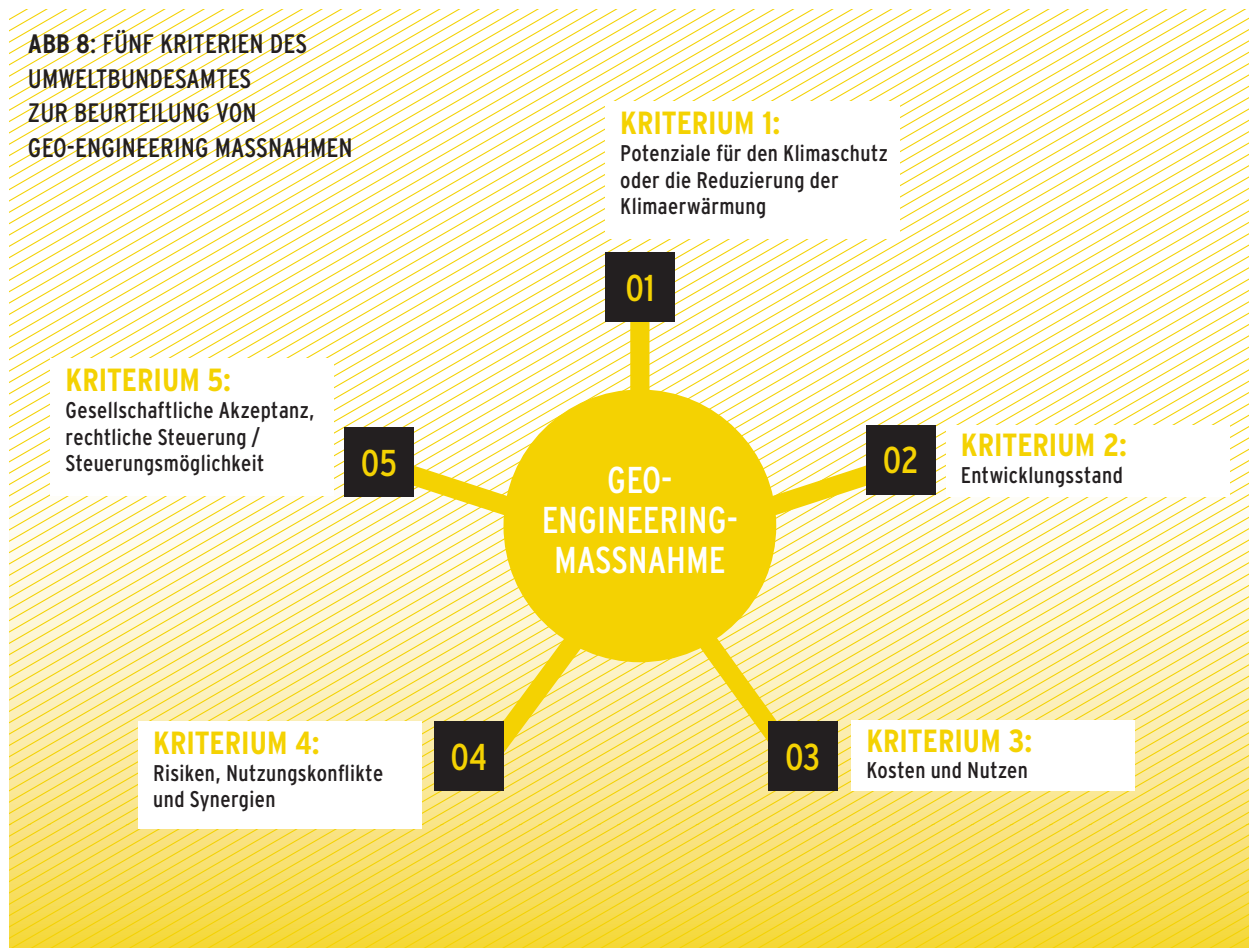 ABB 8: FÜNF KRITERIEN DES
UMWELTBUNDESAMTES
ZUR BEURTEILUNG VON
GEO-ENGINEERING MASSNAHMEN
KRITERIUM 1:
Potenziale für den Klimaschutz
oder die Reduzierung der
Klimaerwärmung
01
KRITERIUM 2:
Entwicklungsstand
02
KRITERIUM 3:
Kosten und Nutzen
03
KRITERIUM 4:
Risiken, Nutzungskonflikte
und Synergien
04
KRITERIUM 5:
Gesellschaftliche Akzeptanz,
rechtliche Steuerung /
Steuerungsmöglichkeit
05
GEO-
ENGINEERING-
MASSNAHME